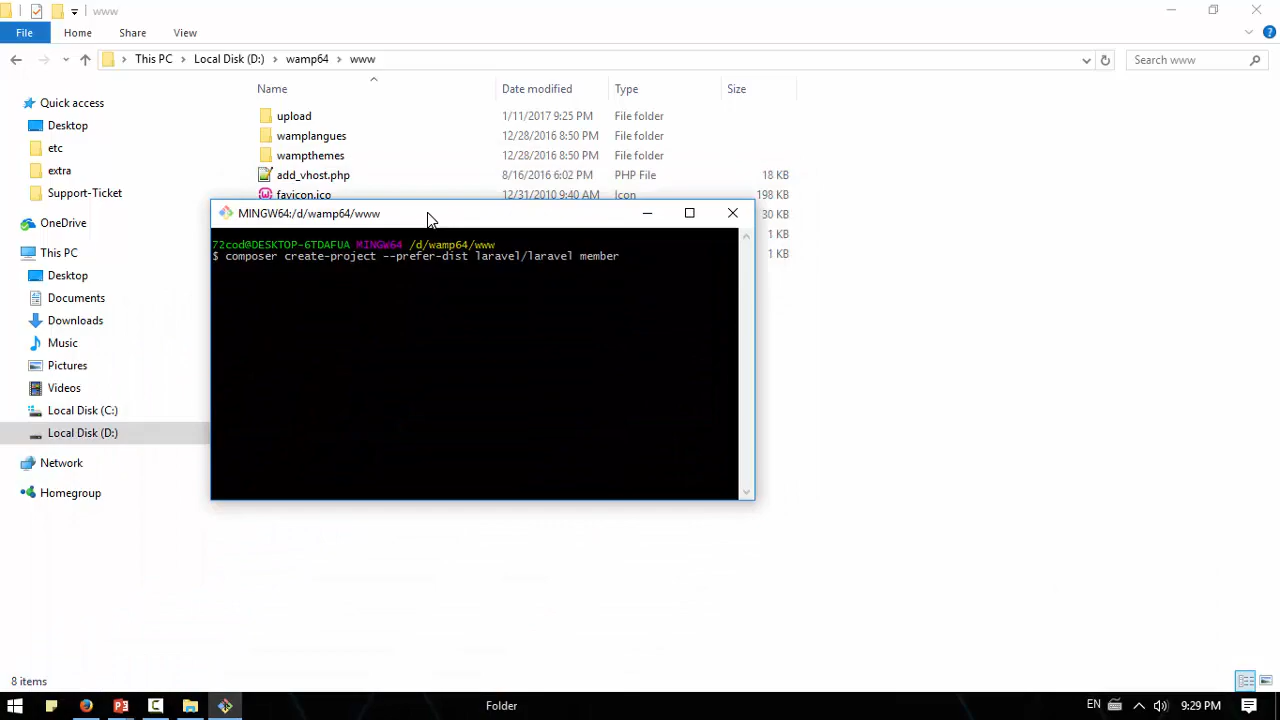 www
File
Home
Share
View
This PC
Local Disk (D:)
wamp64
www
Search www
Name
Date modified
Type
Size
Quick access
Desktop
etc
extra
Support-Ticket
OneDrive
This PC
Desktop
Documents
Downloads
Music
Pictures
Videos
Local Disk (C:)
Local Disk (D:)
Network
Homegroup
upload 1/11/2017 9:25 PM File folder
wamplangues 12/28/2016 8:50 PM File folder
wampthemes 12/28/2016 8:50 PM File folder
add_vhost.php 8/16/2016 6:02 PM PHP File 18 KB
favicon.ico 12/31/2010 9:40 AM Icon 198 KB
30 KB
1 KB
1 KB
MINGW64:/d/wamp64/www
72cod@DESKTOP-6TDAFUA MINGW64 /d/wamp64/www
$ composer create-project --prefer-dist laravel/laravel member
8 items
Folder
EN
9:29 PM